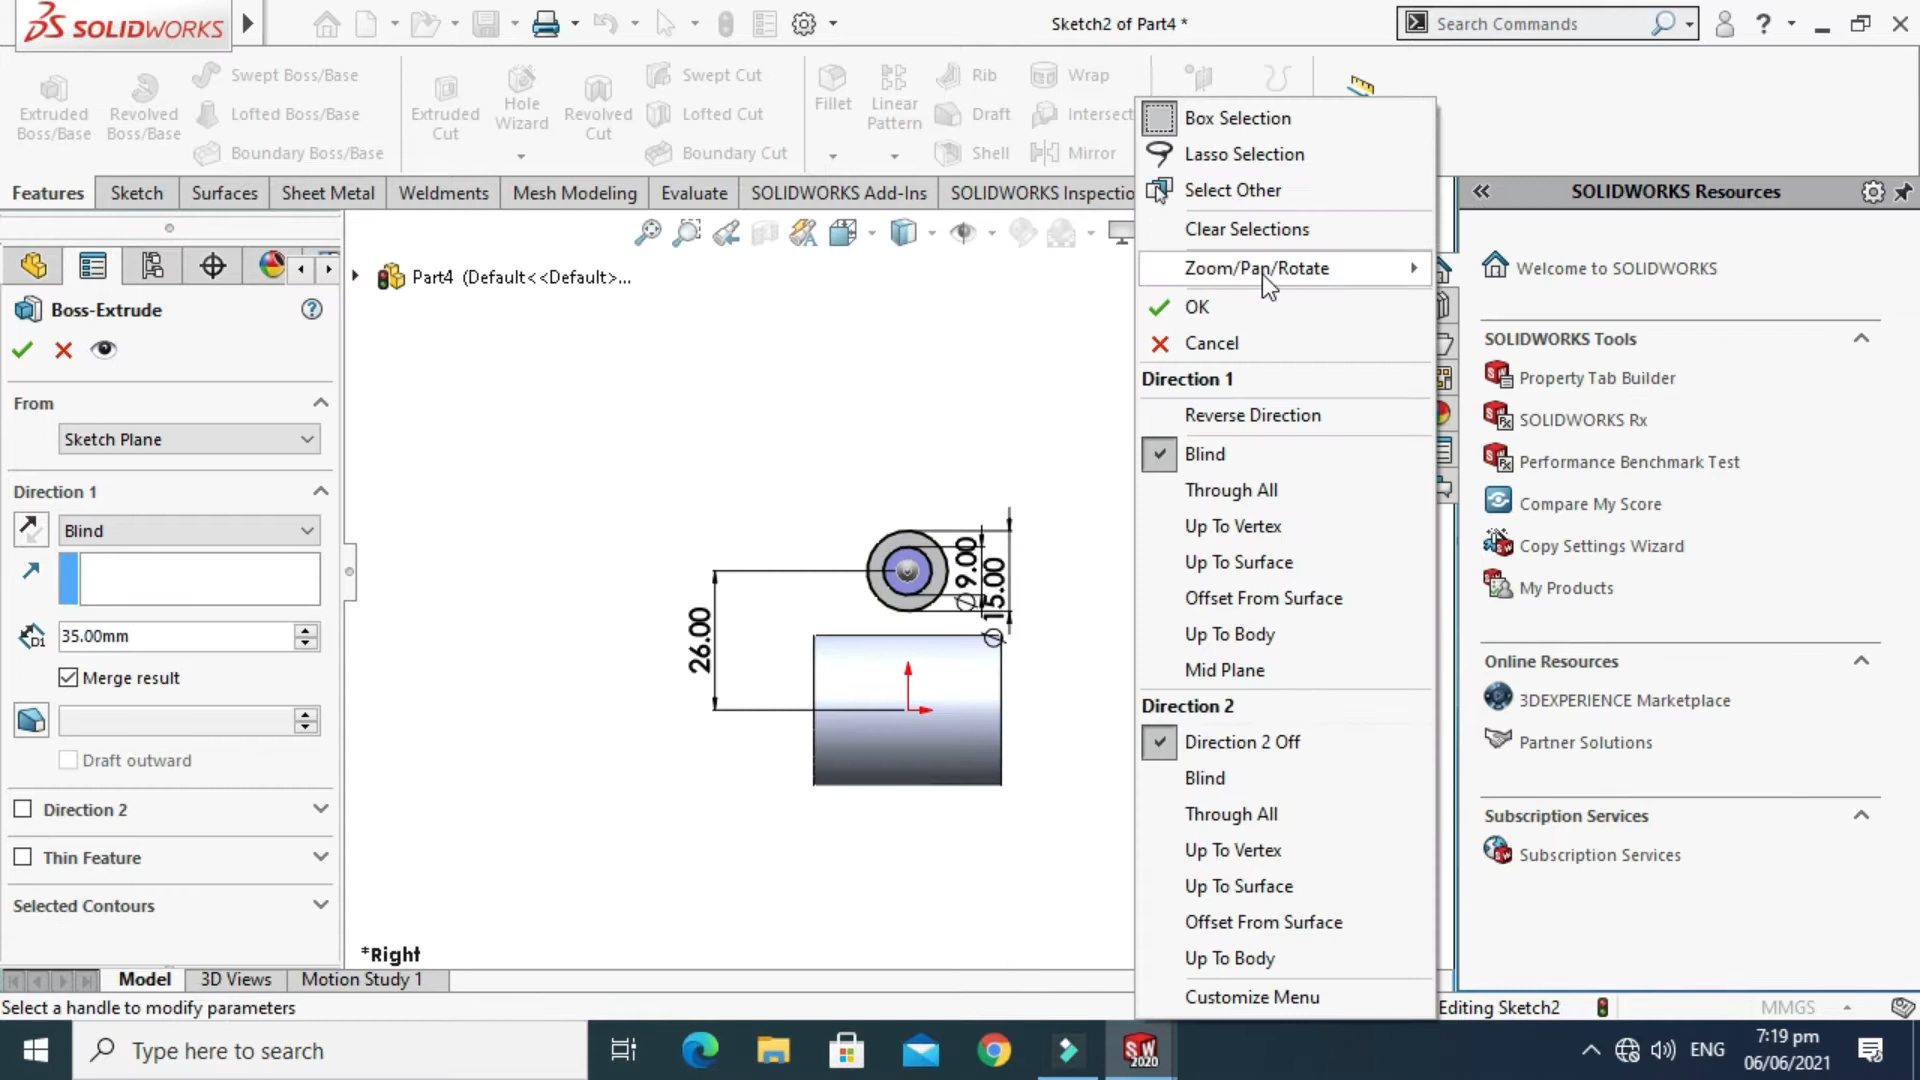 SOLIDWORKS
Sketch2 of Part4 *
Search Commands
Extruded Boss/Base
Revolved Boss/Base
Swept Boss/Base
Lofted Boss/Base
Boundary Boss/Base
Extruded Cut
Hole Wizard
Revolved Cut
Swept Cut
Lofted Cut
Boundary Cut
Fillet
Linear Pattern
Rib
Draft
Shell
Wrap
Intersect
Mirror
Features
Sketch
Surfaces
Sheet Metal
Weldments
Mesh Modeling
Evaluate
SOLIDWORKS Add-Ins
SOLIDWORKS Inspectio
Part4 (Default<<Default>...
Boss-Extrude
From
Sketch Plane
Direction 1
Blind
D1
35.00mm
Merge result
Draft outward
Direction 2
Thin Feature
Selected Contours
26.00
⌀9.00
⌀15.00
*Right
Box Selection
Lasso Selection
Select Other
Clear Selections
Zoom/Pan/Rotate
OK
Cancel
Direction 1
Reverse Direction
Blind
Through All
Up To Vertex
Up To Surface
Offset From Surface
Up To Body
Mid Plane
Direction 2
Direction 2 Off
Blind
Through All
Up To Vertex
Up To Surface
Offset From Surface
Up To Body
Customize Menu
SOLIDWORKS Resources
Welcome to SOLIDWORKS
SOLIDWORKS Tools
Property Tab Builder
SOLIDWORKS Rx
Performance Benchmark Test
Compare My Score
Copy Settings Wizard
My Products
Online Resources
3DEXPERIENCE Marketplace
Partner Solutions
Subscription Services
Subscription Services
Model
3D Views
Motion Study 1
Select a handle to modify parameters
Editing Sketch2
MMGS
Type here to search
SW
2020
ENG
7:19 pm
06/06/2021